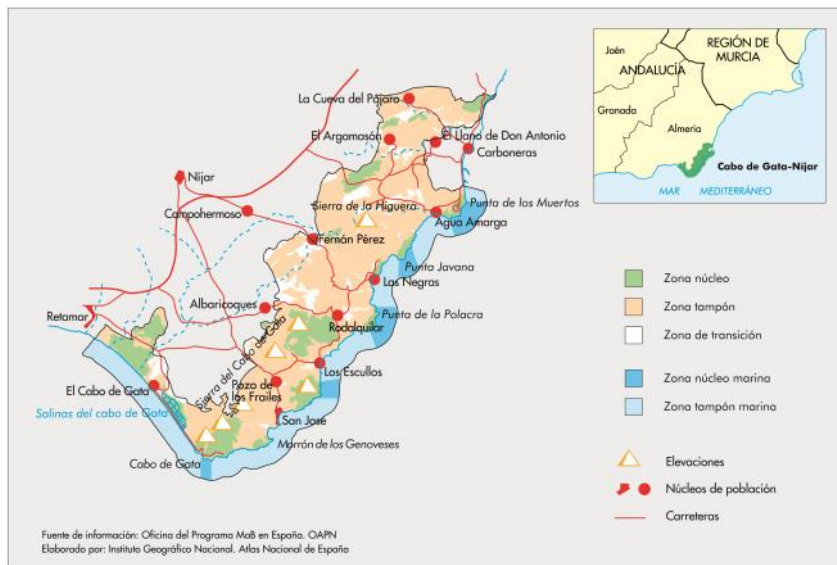 La Cueva del Pájaro
El Argamasón
El Llano de Don Antonio
Carboneras
Níjar
Campohermoso
Sierra de la Higuera
Punta de los Muertos
Agua Amarga
Fernán Pérez
Punta Javana
Las Negras
Albaricoques
Retamar
Rodalquilar
Punta de la Polacra
Sierra del Cabo de Gata
Los Escullos
El Cabo de Gata
Pozo de
los Frailes
Salinas del cabo de Gata
San José
Morrón de los Genoveses
Cabo de Gata
Jaén
REGIÓN DE
MURCIA
ANDALUCÍA
Granada
Almería
Cabo de Gata-Níjar
MAR MEDITERRÁNEO
Zona núcleo
Zona tampón
Zona de transición
Zona núcleo marina
Zona tampón marina
Elevaciones
Núcleos de población
Carreteras
Fuente de información: Oficina del Programa MaB en España. OAPN
Elaborado por: Instituto Geográfico Nacional. Atlas Nacional de España